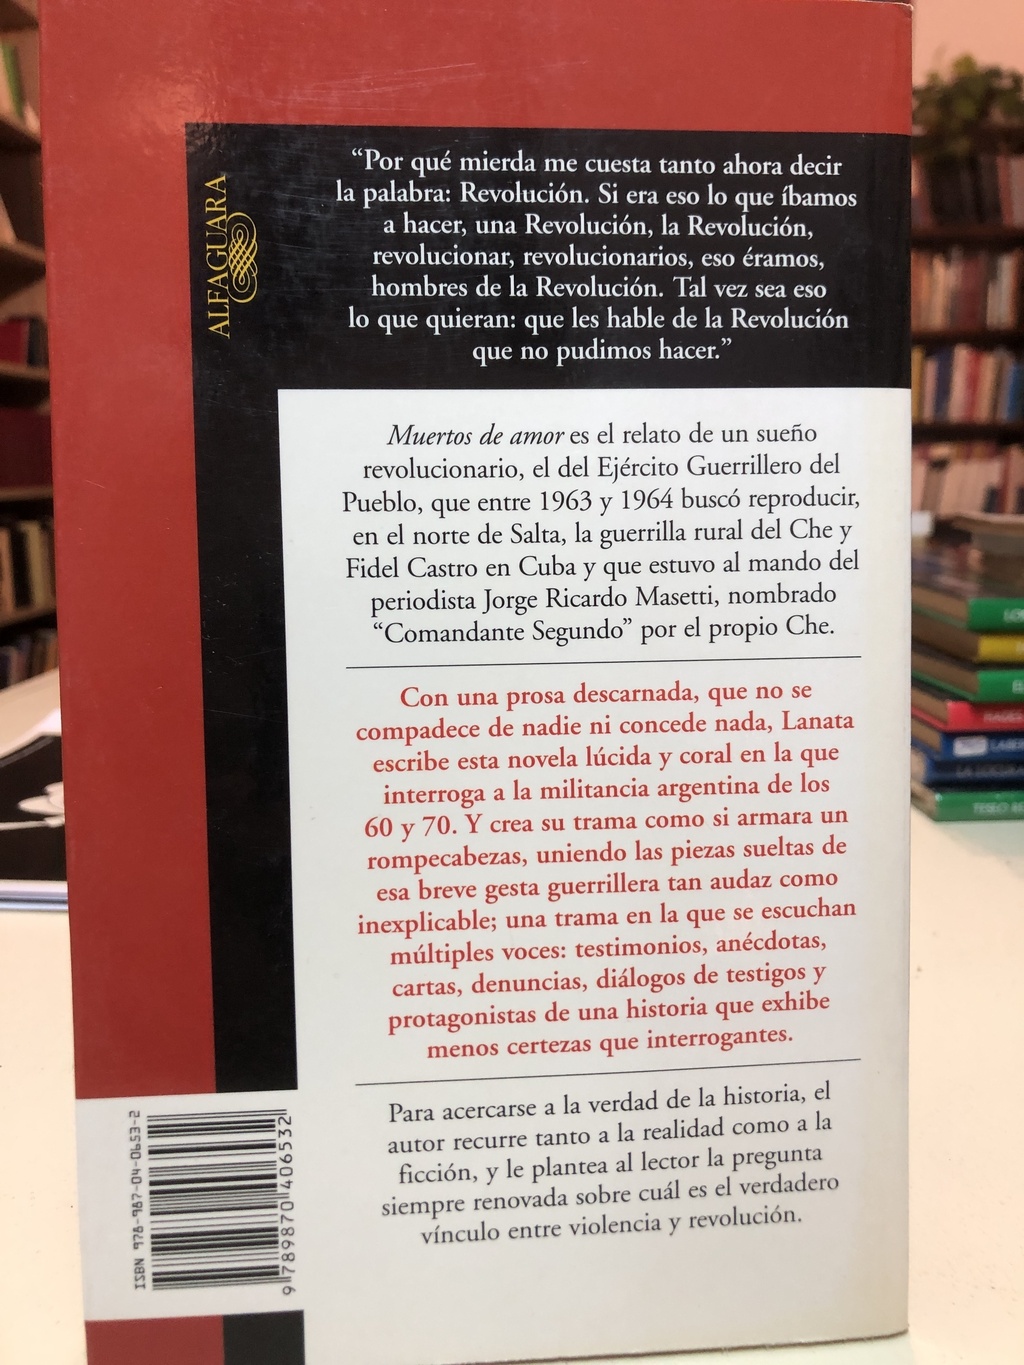 ALFAGUARA
“Por qué mierda me cuesta tanto ahora decir
la palabra: Revolución. Si era eso lo que íbamos
a hacer, una Revolución, la Revolución,
revolucionar, revolucionarios, eso éramos,
hombres de la Revolución. Tal vez sea eso
lo que quieran: que les hable de la Revolución
que no pudimos hacer.”
Muertos de amor es el relato de un sueño
revolucionario, el del Ejército Guerrillero del
Pueblo, que entre 1963 y 1964 buscó reproducir,
en el norte de Salta, la guerrilla rural del Che y
Fidel Castro en Cuba y que estuvo al mando del
periodista Jorge Ricardo Masetti, nombrado
“Comandante Segundo” por el propio Che.
Con una prosa descarnada, que no se
compadece de nadie ni concede nada, Lanata
escribe esta novela lúcida y coral en la que
interroga a la militancia argentina de los
60 y 70. Y crea su trama como si armara un
rompecabezas, uniendo las piezas sueltas de
esa breve gesta guerrillera tan audaz como
inexplicable; una trama en la que se escuchan
múltiples voces: testimonios, anécdotas,
cartas, denuncias, diálogos de testigos y
protagonistas de una historia que exhibe
menos certezas que interrogantes.
Para acercarse a la verdad de la historia, el
autor recurre tanto a la realidad como a la
ficción, y le plantea al lector la pregunta
siempre renovada sobre cuál es el verdadero
vínculo entre violencia y revolución.
ISBN 978-987-04-0653-2
9 789870 406532